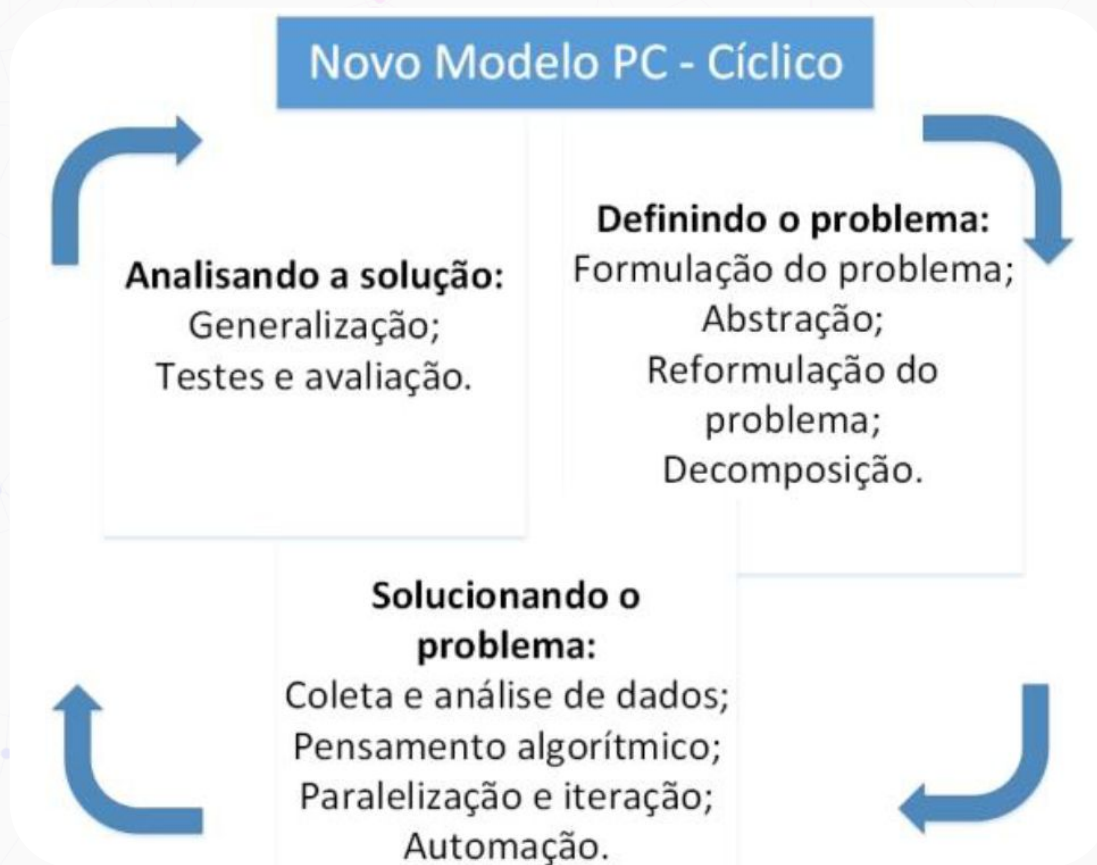 Novo Modelo PC - Cíclico
Analisando a solução:
Generalização;
Testes e avaliação.
Definindo o problema:
Formulação do problema;
Abstração;
Reformulação do
problema;
Decomposição.
Solucionando o
problema:
Coleta e análise de dados;
Pensamento algorítmico;
Paralelização e iteração;
Automação.